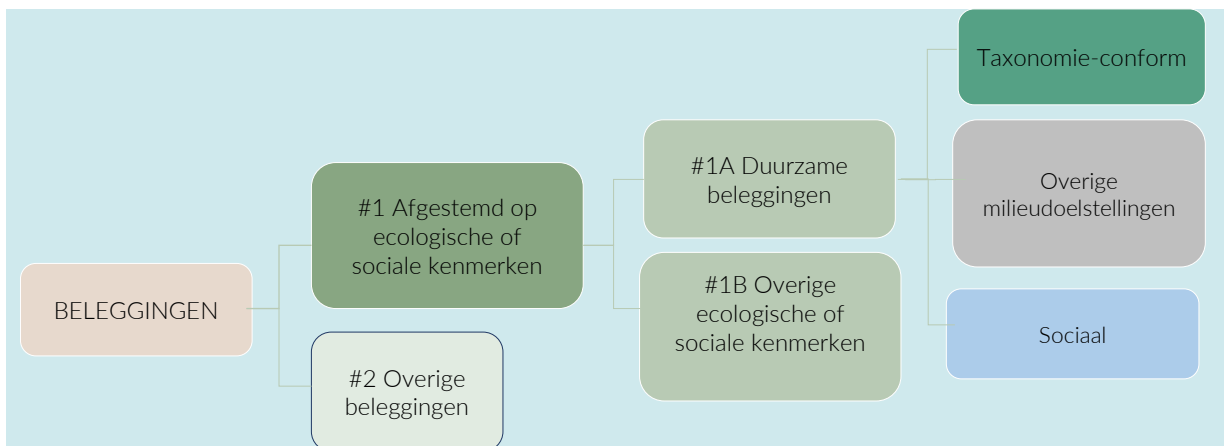 BELEGGINGEN
#1 Afgestemd op
ecologische of
sociale kenmerken
#2 Overige
beleggingen
#1A Duurzame
beleggingen
#1B Overige
ecologische of
sociale kenmerken
Taxonomie-conform
Overige
milieudoelstellingen
Sociaal